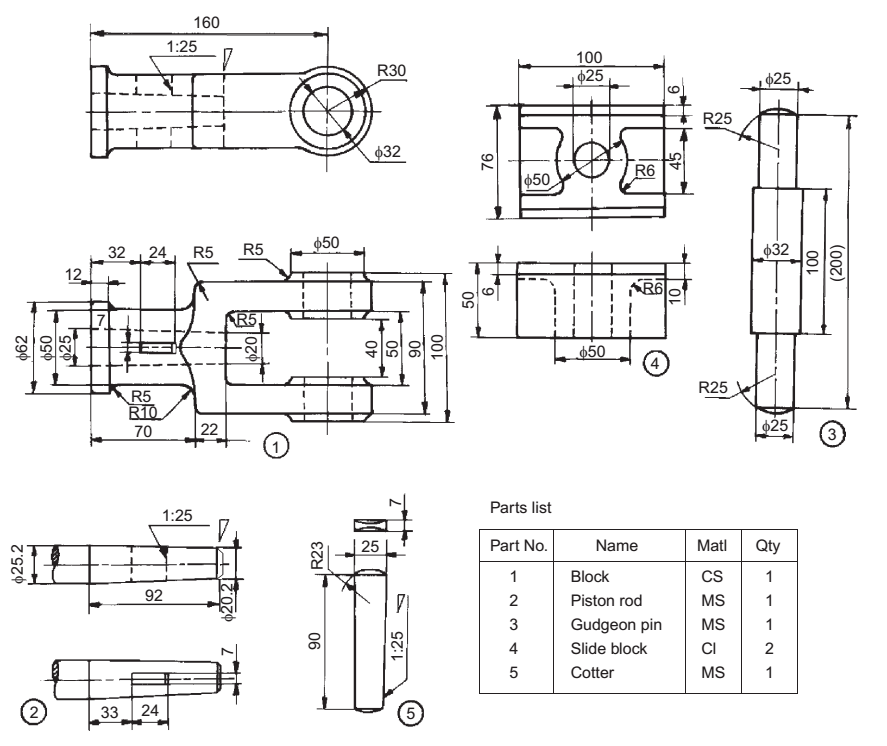 160
1:25
R30
ϕ32
100
ϕ25
6
76
ϕ50
R6
45
ϕ25
R25
ϕ32
100
(200)
R25
ϕ25
3
32
24
R5
R5
ϕ50
12
7
R5
ϕ62
ϕ50
ϕ25
ϕ20
40
50
90
100
R5
R10
70
22
1
50
6
R6
10
ϕ50
4
1:25
ϕ25.2
92
ϕ20.2
7
33
24
2
7
25
R23
90
1:25
5
Parts list
Part No. Name Matl Qty
1 Block CS 1
2 Piston rod MS 1
3 Gudgeon pin MS 1
4 Slide block CI 2
5 Cotter MS 1